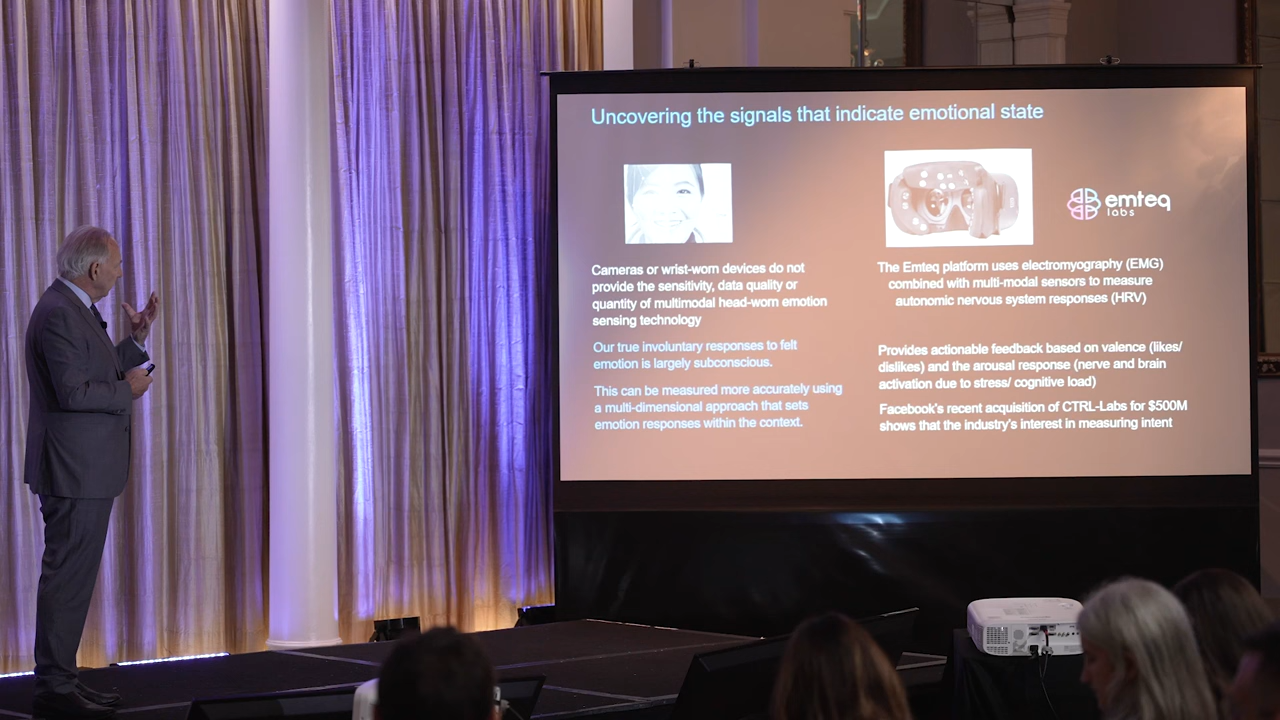 Uncovering the signals that indicate emotional state
emteq
labs
Cameras or wrist-worn devices do not
provide the sensitivity, data quality or
quantity of multimodal head-worn emotion
sensing technology
Our true involuntary responses to felt
emotion is largely subconscious.
This can be measured more accurately using
a multi-dimensional approach that sets
emotion responses within the context.
The Emteq platform uses electromyography (EMG)
combined with multi-modal sensors to measure
autonomic nervous system responses (HRV)
Provides actionable feedback based on valence (likes/
dislikes) and the arousal response (nerve and brain
activation due to stress/ cognitive load)
Facebook's recent acquisition of CTRL-Labs for $500M
shows that the industry's interest in measuring intent